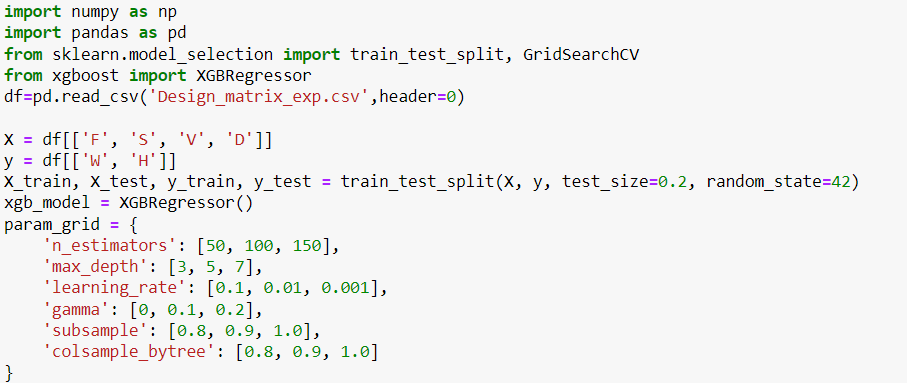 import numpy as np
import pandas as pd
from sklearn.model_selection import train_test_split, GridSearchCV
from xgboost import XGBRegressor
df=pd.read_csv('Design_matrix_exp.csv',header=0)

X = df[['F', 'S', 'V', 'D']]
y = df[['W', 'H']]
X_train, X_test, y_train, y_test = train_test_split(X, y, test_size=0.2, random_state=42)
xgb_model = XGBRegressor()
param_grid = {
    'n_estimators': [50, 100, 150],
    'max_depth': [3, 5, 7],
    'learning_rate': [0.1, 0.01, 0.001],
    'gamma': [0, 0.1, 0.2],
    'subsample': [0.8, 0.9, 1.0],
    'colsample_bytree': [0.8, 0.9, 1.0]
}